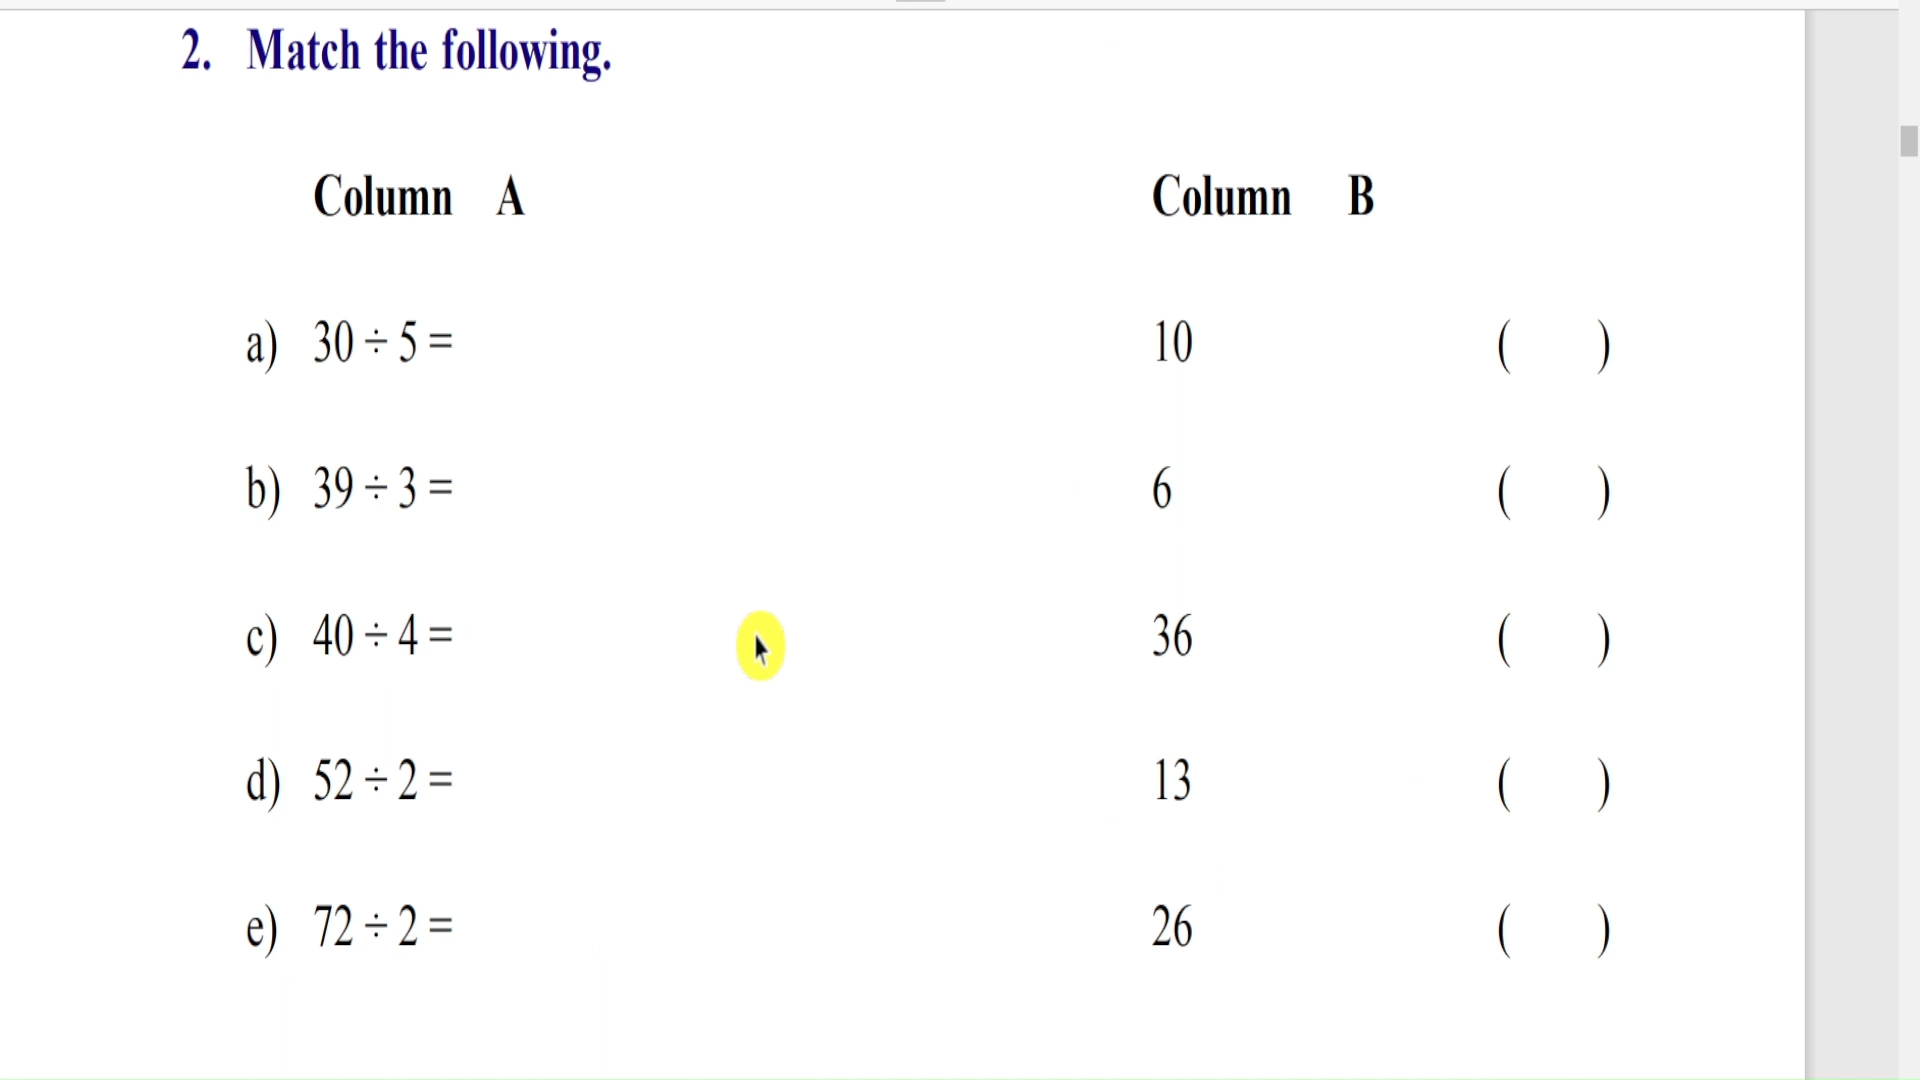 2. Match the following.
Column A Column B
a) 30 ÷ 5 = 10 ( )
b) 39 ÷ 3 = 6 ( )
c) 40 ÷ 4 = 36 ( )
d) 52 ÷ 2 = 13 ( )
e) 72 ÷ 2 = 26 ( )